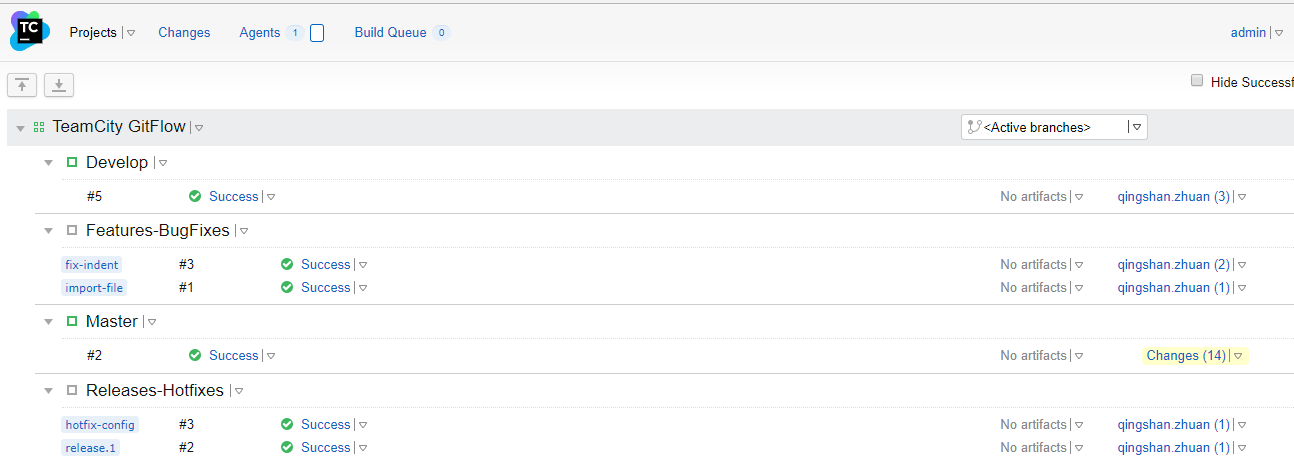 TC Projects Changes Agents 1 Build Queue 0 admin
Hide Successf
TeamCity GitFlow <Active branches>
Develop
#5 Success No artifacts qingshan.zhuan (3)
Features-BugFixes
fix-indent #3 Success No artifacts qingshan.zhuan (2)
import-file #1 Success No artifacts qingshan.zhuan (1)
Master
#2 Success No artifacts Changes (14)
Releases-Hotfixes
hotfix-config #3 Success No artifacts qingshan.zhuan (1)
release.1 #2 Success No artifacts qingshan.zhuan (1)